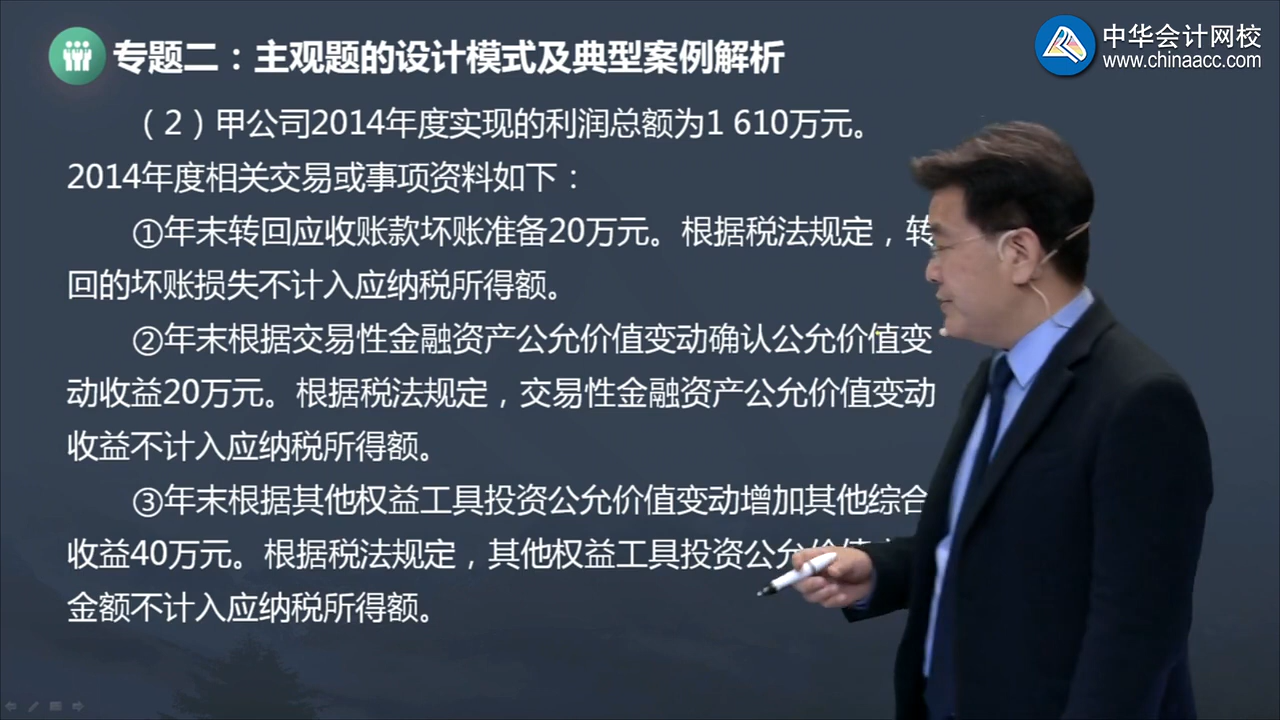 专题二：主观题的设计模式及典型案例解析
中华会计网校
www.chinaacc.com
（2）甲公司2014年度实现的利润总额为1 610万元。
2014年度相关交易或事项资料如下：
①年末转回应收账款坏账准备20万元。根据税法规定，转
回的坏账损失不计入应纳税所得额。
②年末根据交易性金融资产公允价值变动确认公允价值变
动收益20万元。根据税法规定，交易性金融资产公允价值变动
收益不计入应纳税所得额。
③年末根据其他权益工具投资公允价值变动增加其他综合
收益40万元。根据税法规定，其他权益工具投资公允价值
金额不计入应纳税所得额。